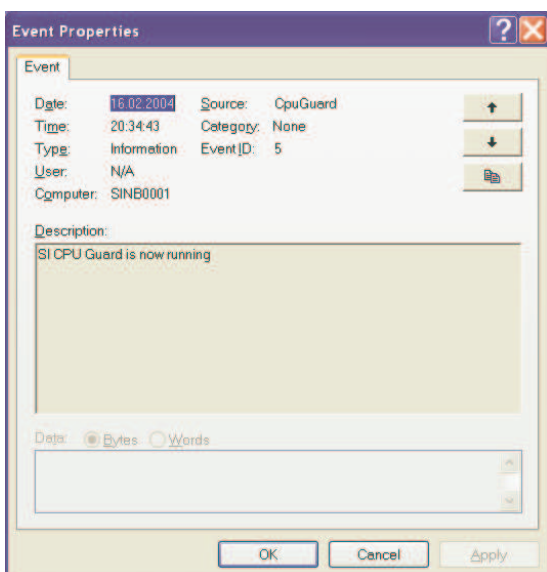 Event Properties
Event
Date: 16.02.2004 Source: CpuGuard
Time: 20:34:43 Category: None
Type: Information Event ID: 5
User: N/A
Computer: SINB0001
Description:
SI CPU Guard is now running
Data: Bytes Words
OK Cancel Apply